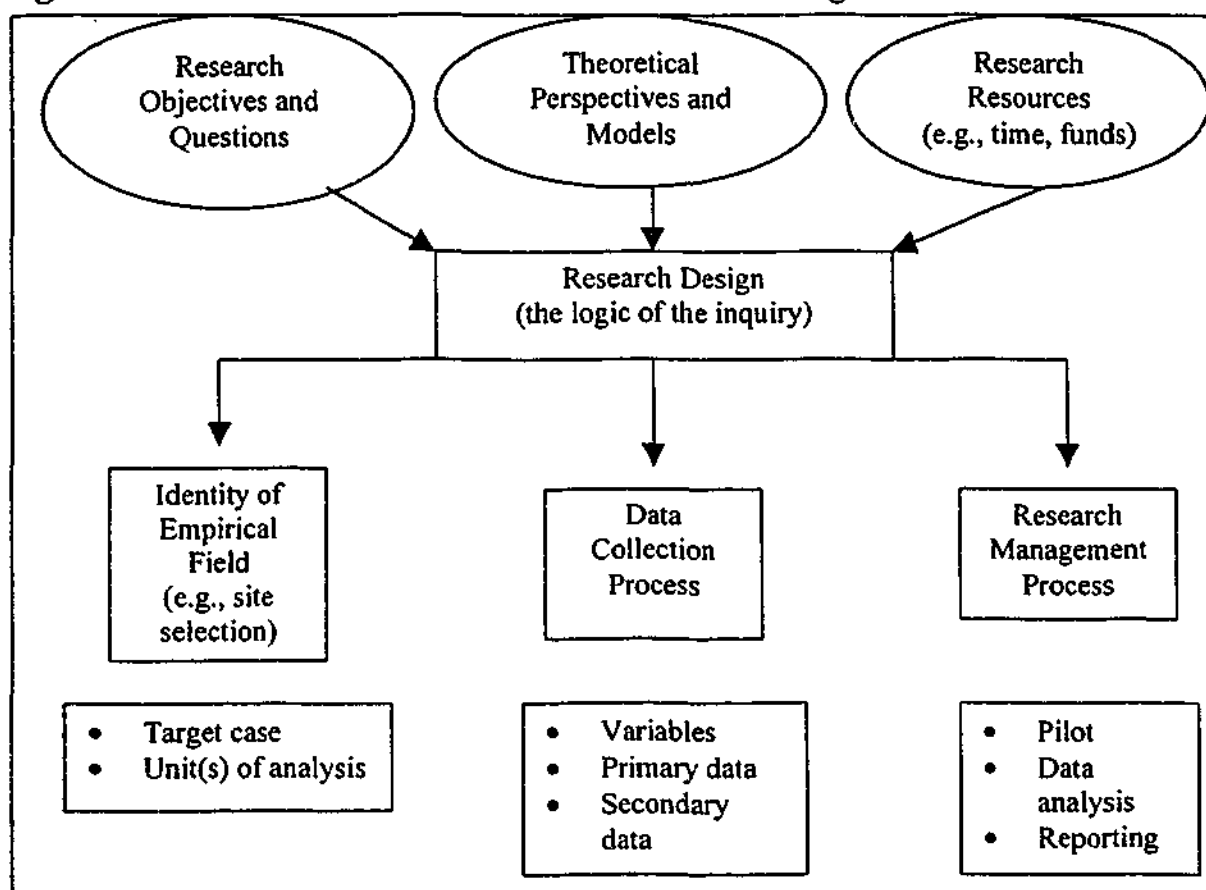 Research
Objectives and
Questions
Theoretical
Perspectives and
Models
Research
Resources
(e.g., time, funds)
Research Design
(the logic of the inquiry)
Identity of
Empirical
Field
(e.g., site
selection)
Data
Collection
Process
Research
Management
Process
• Target case
• Unit(s) of analysis
• Variables
• Primary data
• Secondary
data
• Pilot
• Data
analysis
• Reporting